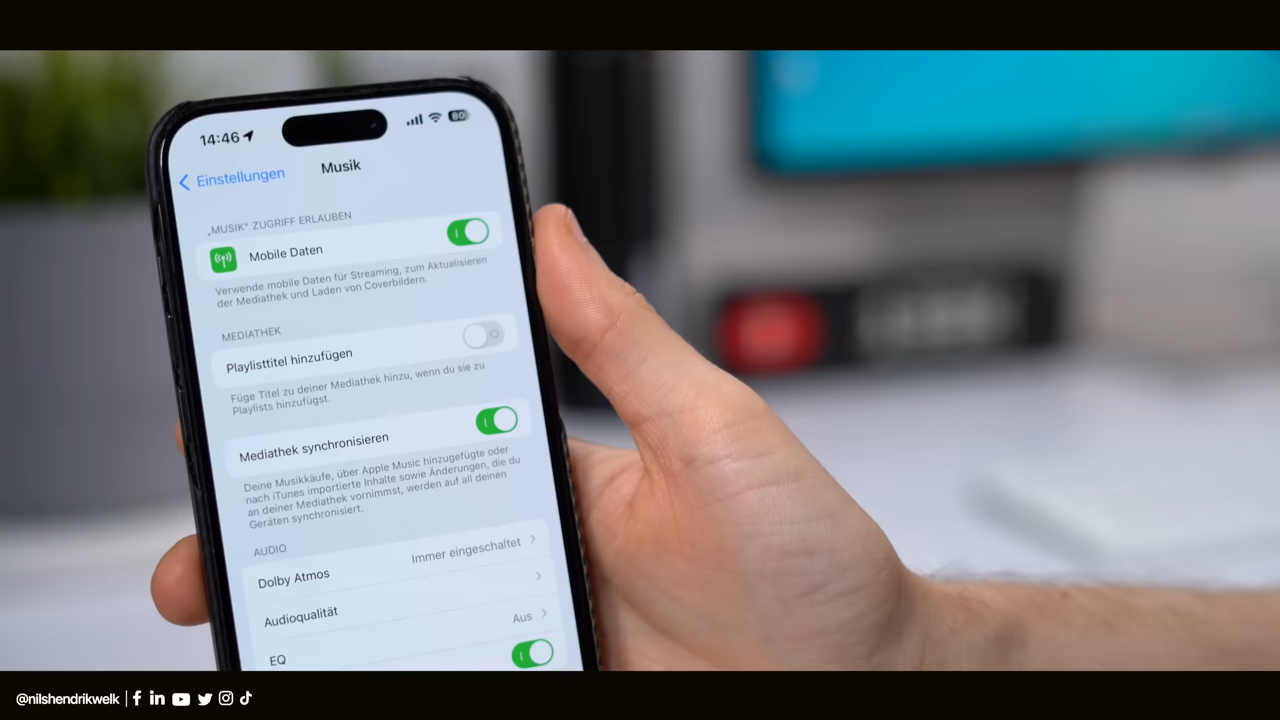 14:46
80
Einstellungen
Musik
„MUSIK“ ZUGRIFF ERLAUBEN
Mobile Daten
Verwende mobile Daten für Streaming, zum Aktualisieren
der Mediathek und Laden von Coverbildern.
MEDIATHEK
Playlisttitel hinzufügen
Füge Titel zu deiner Mediathek hinzu, wenn du sie zu
Playlists hinzufügst.
Mediathek synchronisieren
Deine Musikkäufe, über Apple Music hinzugefügte oder
nach iTunes importierte Inhalte sowie Änderungen, die du
an deiner Mediathek vornimmst, werden auf all deinen
Geräten synchronisiert.
AUDIO
Dolby Atmos
Immer eingeschaltet
Audioqualität
EQ
Aus
@nilshendrikwelk